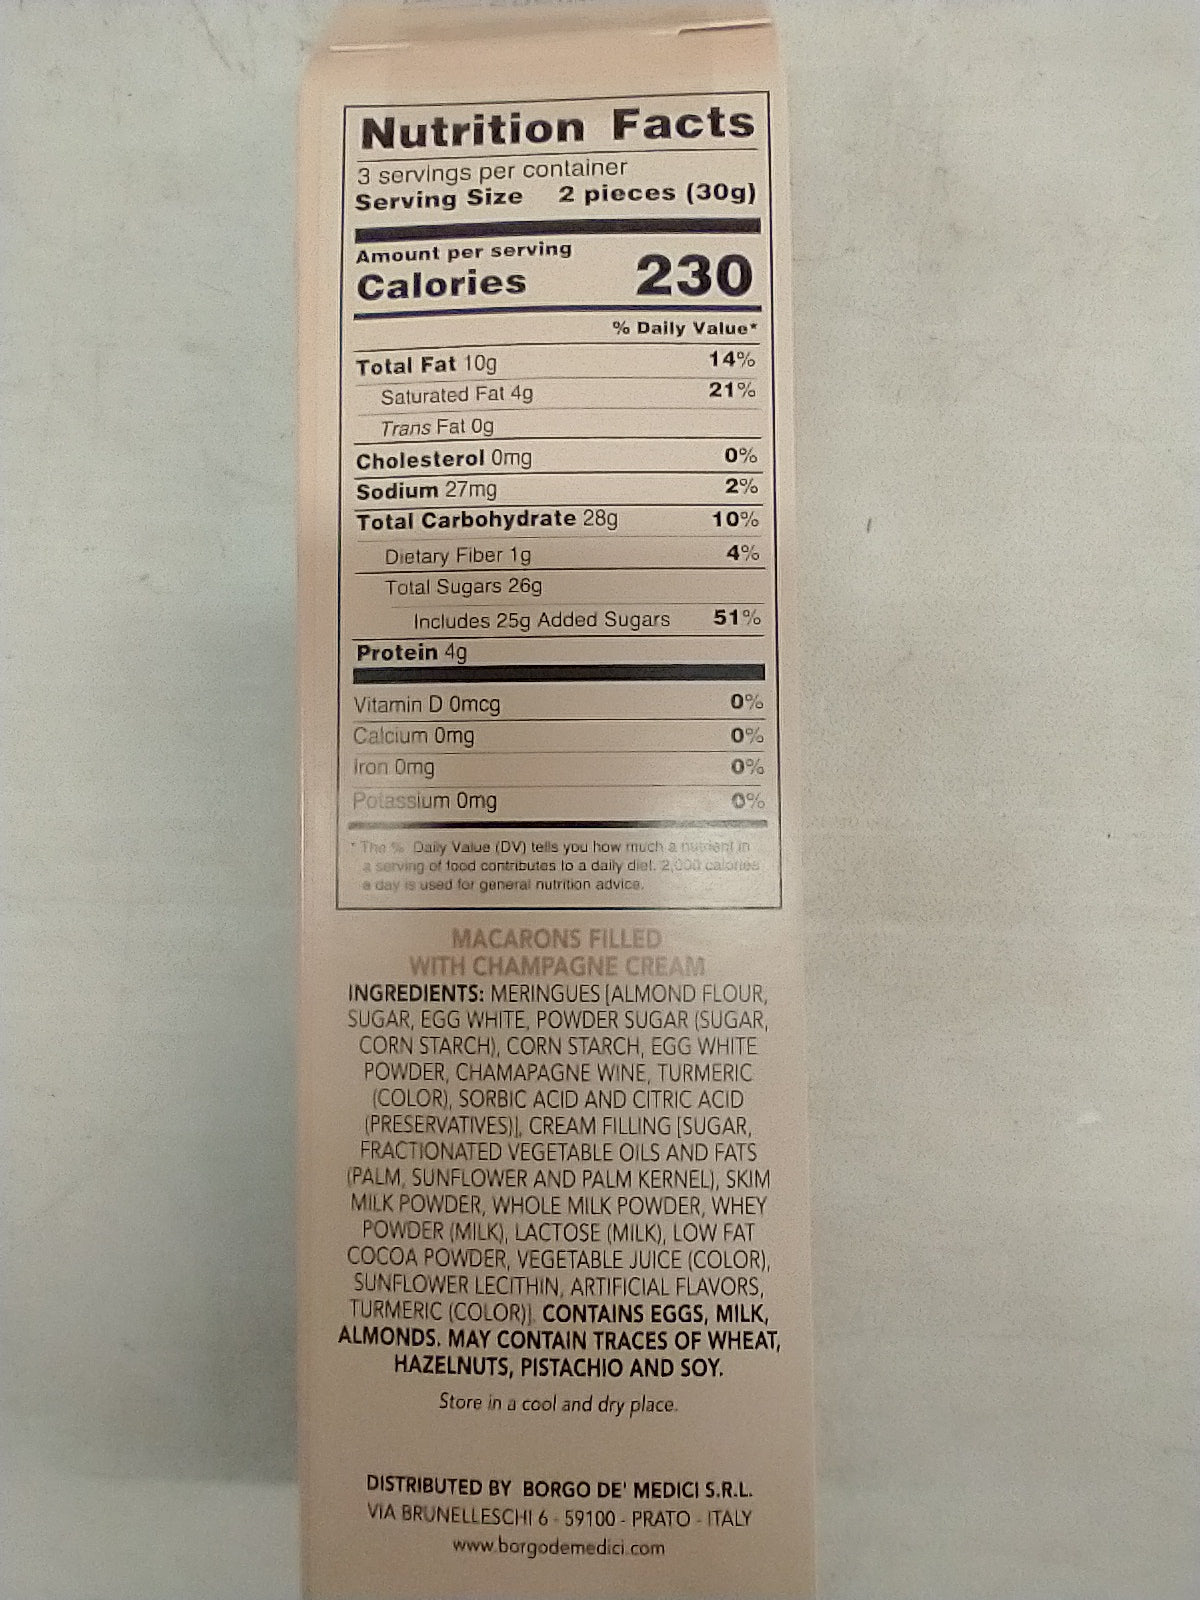 Nutrition Facts
3 servings per container
Serving Size 2 pieces (30g)
Amount per serving
Calories 230
% Daily Value*
Total Fat 10g 14%
Saturated Fat 4g 21%
Trans Fat 0g
Cholesterol 0mg 0%
Sodium 27mg 2%
Total Carbohydrate 28g 10%
Dietary Fiber 1g 4%
Total Sugars 26g
Includes 25g Added Sugars 51%
Protein 4g
Vitamin D 0mcg 0%
Calcium 0mg 0%
Iron 0mg 0%
Potassium 0mg 0%
* The % Daily Value (DV) tells you how much a nutrient in
a serving of food contributes to a daily diet. 2,000 calories
a day is used for general nutrition advice.
MACARONS FILLED
WITH CHAMPAGNE CREAM
INGREDIENTS: MERINGUES [ALMOND FLOUR,
SUGAR, EGG WHITE, POWDER SUGAR (SUGAR,
CORN STARCH), CORN STARCH, EGG WHITE
POWDER, CHAMAPAGNE WINE, TURMERIC
(COLOR), SORBIC ACID AND CITRIC ACID
(PRESERVATIVES)], CREAM FILLING [SUGAR,
FRACTIONATED VEGETABLE OILS AND FATS
(PALM, SUNFLOWER AND PALM KERNEL), SKIM
MILK POWDER, WHOLE MILK POWDER, WHEY
POWDER (MILK), LACTOSE (MILK), LOW FAT
COCOA POWDER, VEGETABLE JUICE (COLOR),
SUNFLOWER LECITHIN, ARTIFICIAL FLAVORS,
TURMERIC (COLOR)]. CONTAINS EGGS, MILK,
ALMONDS. MAY CONTAIN TRACES OF WHEAT,
HAZELNUTS, PISTACHIO AND SOY.
Store in a cool and dry place.
DISTRIBUTED BY BORGO DE' MEDICI S.R.L.
VIA BRUNELLESCHI 6 - 59100 - PRATO - ITALY
www.borgodemedici.com